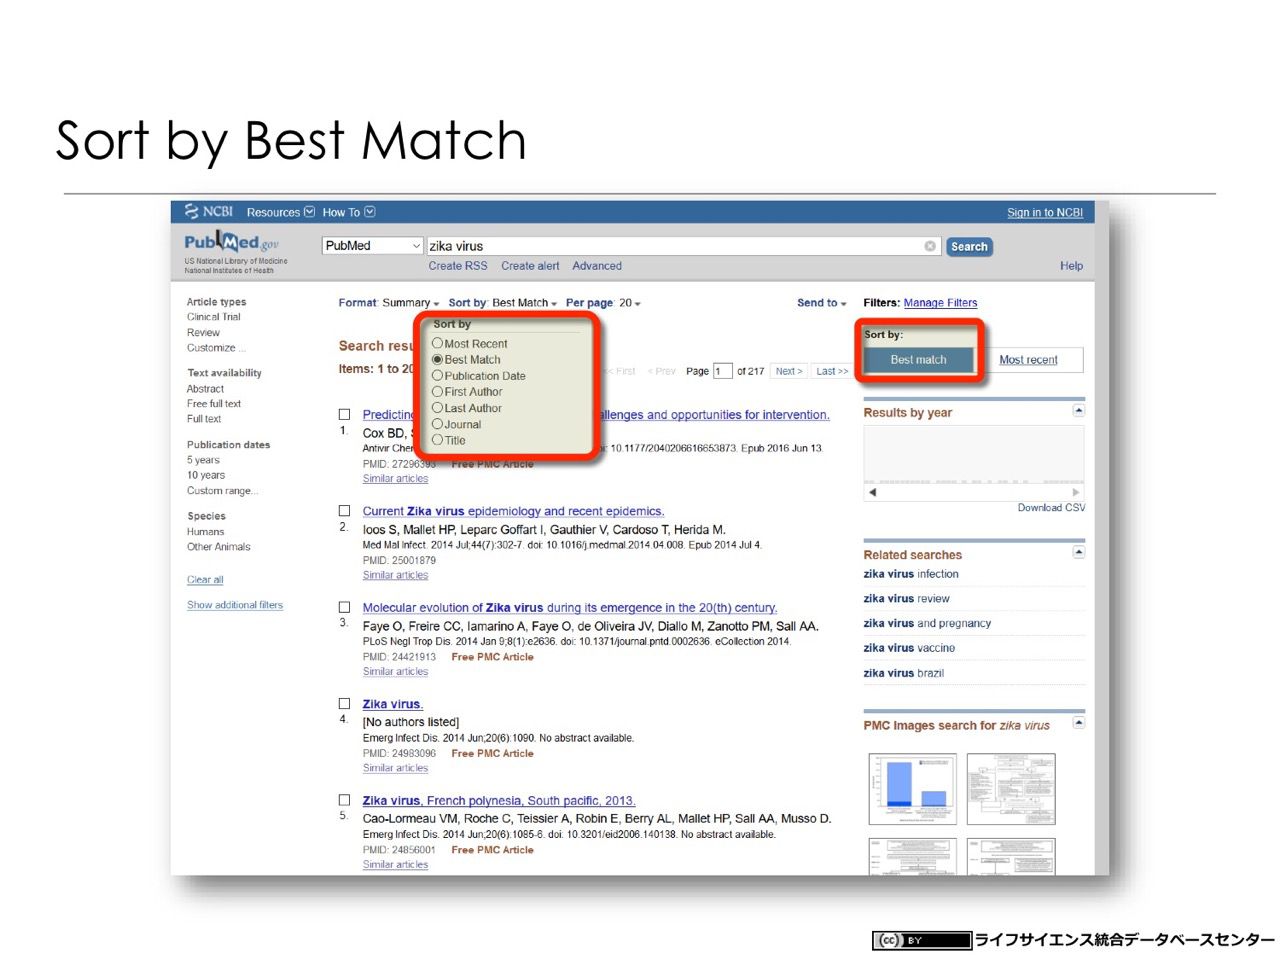 Sort by Best Match
NCBI Resources How To Sign in to NCBI
PubMed.gov
US National Library of Medicine
National Institutes of Health
PubMed zika virus Search
Create RSS Create alert Advanced Help
Article types
Clinical Trial
Review
Customize ...
Text availability
Abstract
Free full text
Full text
Publication dates
5 years
10 years
Custom range...
Species
Humans
Other Animals
Clear all
Show additional filters
Format: Summary Sort by: Best Match Per page: 20 Send to
Sort by
Most Recent
Best Match
Publication Date
First Author
Last Author
Journal
Title
Search resu
Items: 1 to 20
<< First < Prev Page 1 of 217 Next > Last >>
Predicting allenges and opportunities for intervention.
1. Cox BD,
Antivir Che oi: 10.1177/2040206616653873. Epub 2016 Jun 13.
PMID: 27296393 Free PMC Article
Similar articles
Current Zika virus epidemiology and recent epidemics.
2. Ioos S, Mallet HP, Leparc Goffart I, Gauthier V, Cardoso T, Herida M.
Med Mal Infect. 2014 Jul;44(7):302-7. doi: 10.1016/j.medmal.2014.04.008. Epub 2014 Jul 4.
PMID: 25001879
Similar articles
Molecular evolution of Zika virus during its emergence in the 20(th) century.
3. Faye O, Freire CC, Iamarino A, Faye O, de Oliveira JV, Diallo M, Zanotto PM, Sall AA.
PLoS Negl Trop Dis. 2014 Jan 9;8(1):e2636. doi: 10.1371/journal.pntd.0002636. eCollection 2014.
PMID: 24421913 Free PMC Article
Similar articles
Zika virus.
4. [No authors listed]
Emerg Infect Dis. 2014 Jun;20(6):1090. No abstract available.
PMID: 24983096 Free PMC Article
Similar articles
Zika virus, French polynesia, South pacific, 2013.
5. Cao-Lormeau VM, Roche C, Teissier A, Robin E, Berry AL, Mallet HP, Sall AA, Musso D.
Emerg Infect Dis. 2014 Jun;20(6):1085-6. doi: 10.3201/eid2006.140138. No abstract available.
PMID: 24856001 Free PMC Article
Similar articles
Filters: Manage Filters
Sort by:
Best match Most recent
Results by year
Download CSV
Related searches
zika virus infection
zika virus review
zika virus and pregnancy
zika virus vaccine
zika virus brazil
PMC Images search for zika virus
(cc) BY ライフサイエンス統合データベースセンター